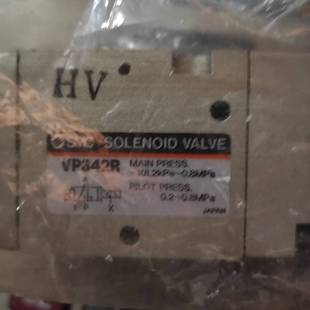 HV
SMC SOLENOID VALVE
VP342R MAIN PRESS.
-101.2kPa~0.8MPa
A
PILOT PRESS.
0.2~0.8MPa
JAPAN